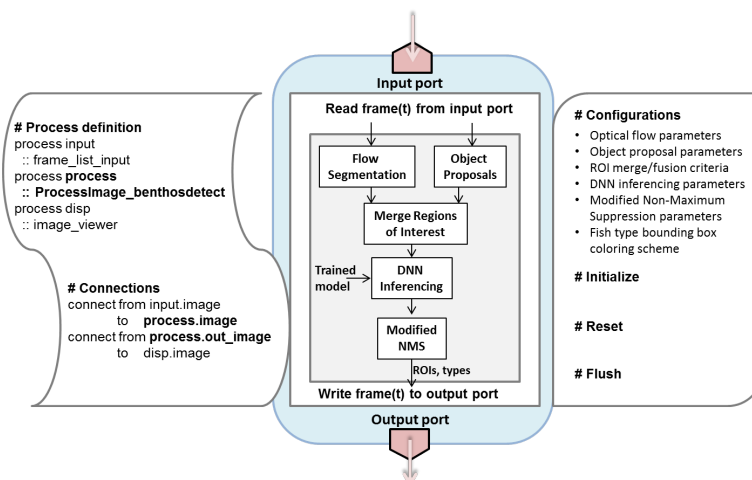 Input port
Read frame(t) from input port
Flow
Segmentation
Object
Proposals
Merge Regions
of Interest
Trained
model
DNN
Inferencing
Modified
NMS
ROIs, types
Write frame(t) to output port
Output port
# Process definition
process input
:: frame_list_input
process process
:: ProcessImage_benthosdetect
process disp
:: image_viewer
# Connections
connect from input.image
to process.image
connect from process.out_image
to disp.image
# Configurations
• Optical flow parameters
• Object proposal parameters
• ROI merge/fusion criteria
• DNN inferencing parameters
• Modified Non-Maximum
Suppression parameters
• Fish type bounding box
coloring scheme
# Initialize
# Reset
# Flush